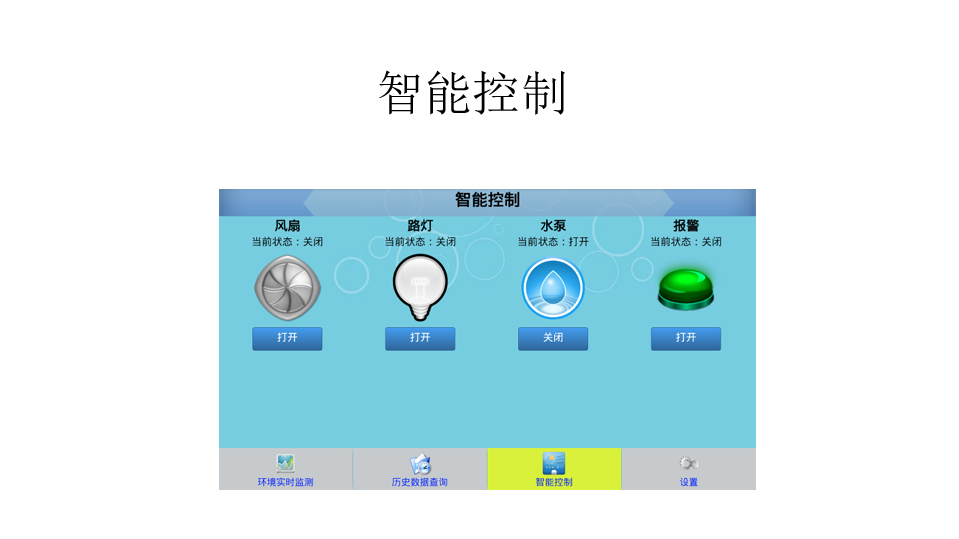 智能控制
智能控制
风扇 路灯 水泵 报警
当前状态：关闭 当前状态：关闭 当前状态：打开 当前状态：关闭
打开 打开 关闭 打开
环境实时监测 历史数据查询 智能控制 设置